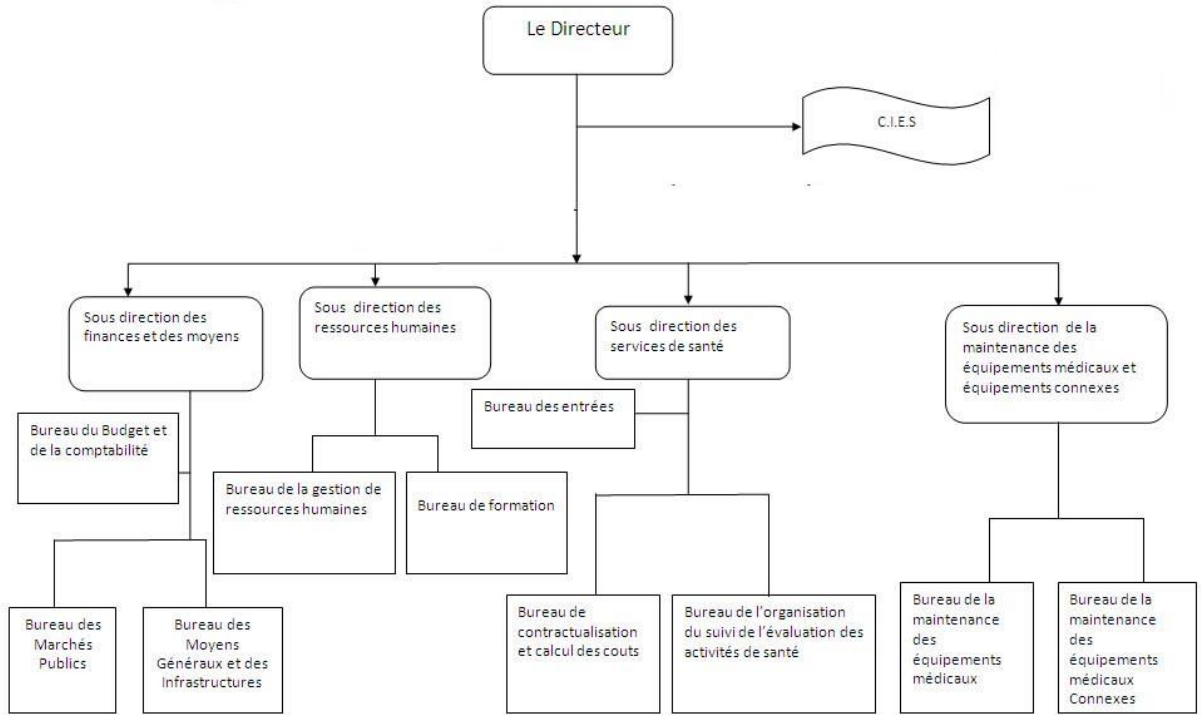 Le Directeur
C.I.E.S
Sous direction des
finances et des moyens
Sous direction des
ressources humaines
Sous direction des
services de santé
Sous direction de la
maintenance des
équipements médicaux et
équipements connexes
Bureau du Budget et
de la comptabilité
Bureau des entrées
Bureau de la gestion de
ressources humaines
Bureau de formation
Bureau des
Marchés
Publics
Bureau des
Moyens
Généraux et des
Infrastructures
Bureau de
contractualisation
et calcul des couts
Bureau de l'organisation
du suivi de l'évaluation des
activités de santé
Bureau de la
maintenance
des
équipements
médicaux
Bureau de la
maintenance
des
équipements
médicaux
Connexes